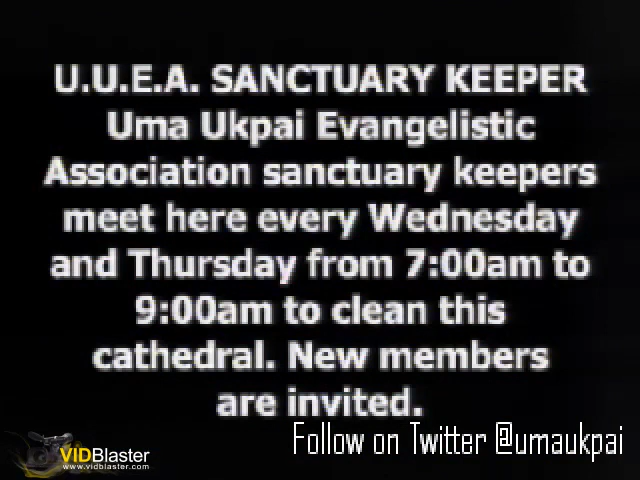 U.U.E.A. SANCTUARY KEEPER
Uma Ukpai Evangelistic
Association sanctuary keepers
meet here every Wednesday
and Thursday from 7:00am to
9:00am to clean this
cathedral. New members
are invited.
Follow on Twitter @umaukpai
VIDBlaster
www.vidblaster.com